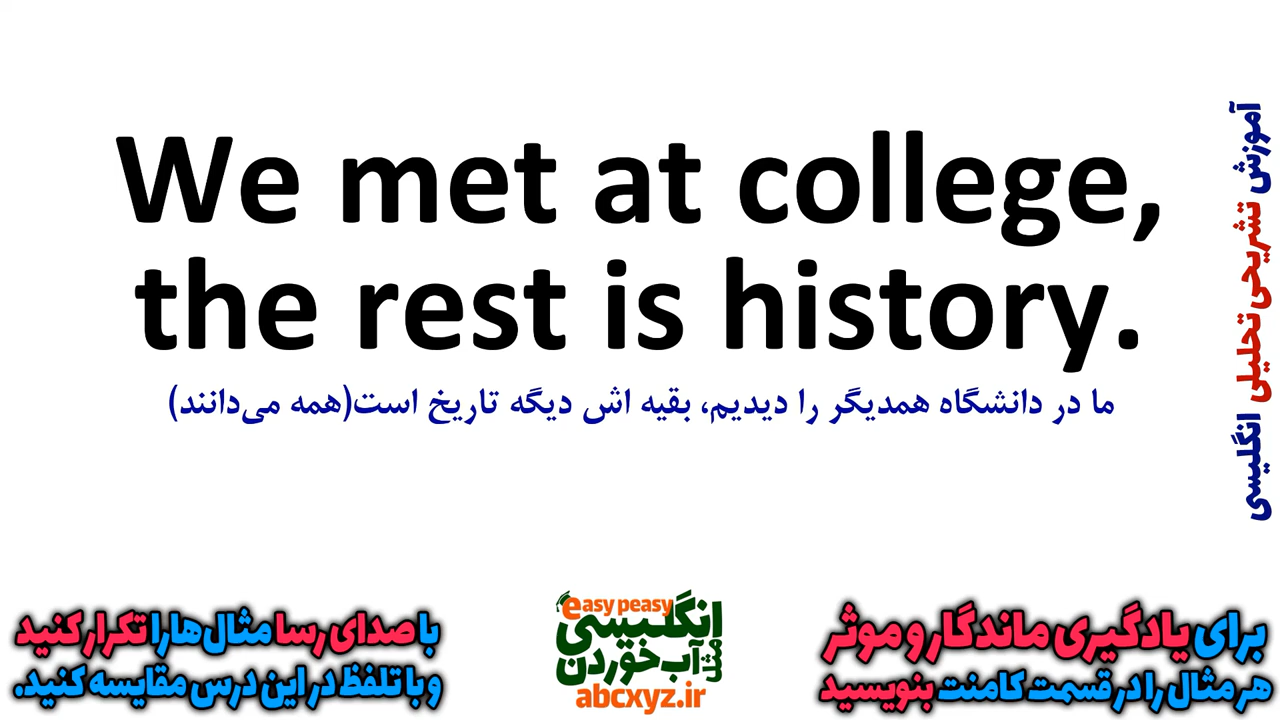 We met at college,
the rest is history.
ما در دانشگاه همدیگر را دیدیم، بقیه اش دیگه تاریخ است(همه می‌دانند)
آموزش تشریحی تحلیلی انگلیسی
برای یادگیری ماندگار و موثر
هر مثال را در قسمت کامنت بنویسید
easy peasy
انگلیسی
مثل آب خوردن
abcxyz.ir
با صدای رسا مثال‌ها را تکرار کنید
و با تلفظ در این درس مقایسه کنید.